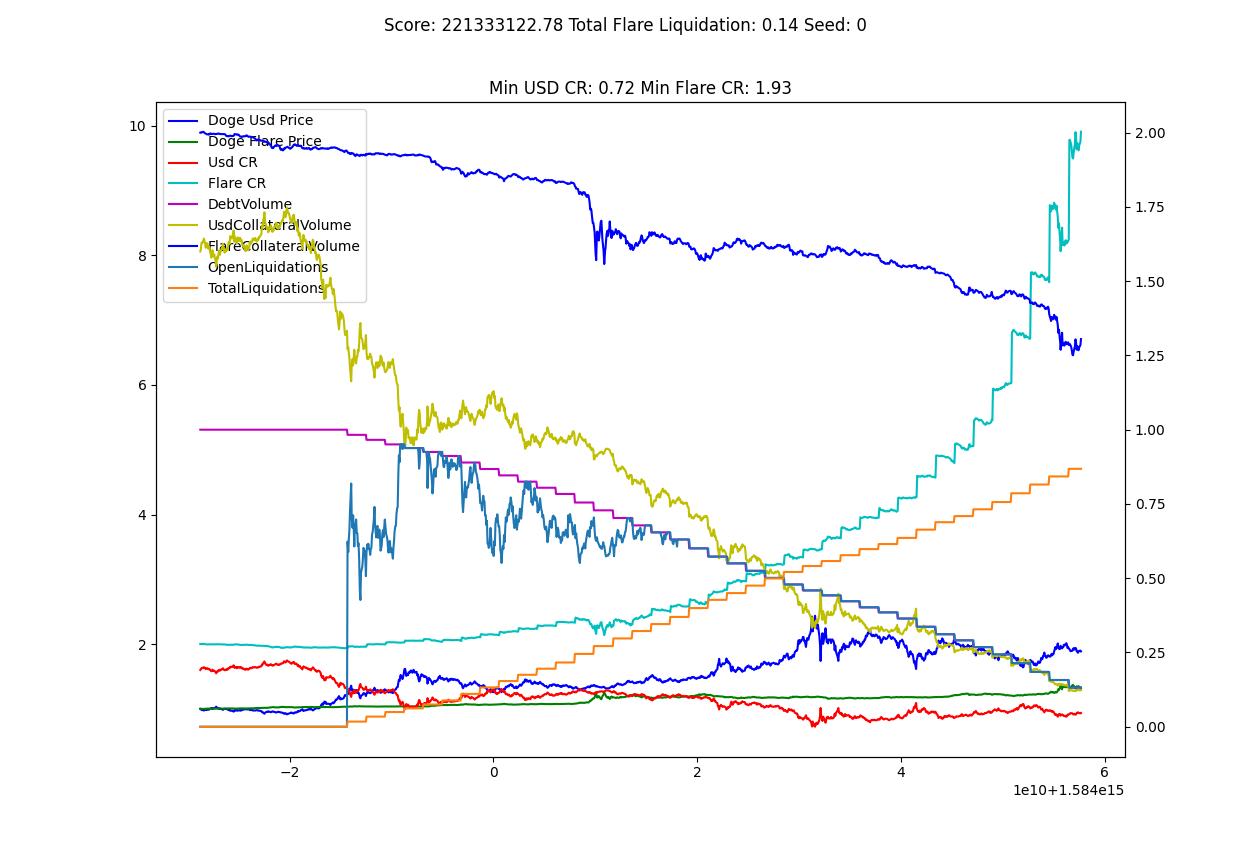 Score: 221333122.78 Total Flare Liquidation: 0.14 Seed: 0
Min USD CR: 0.72 Min Flare CR: 1.93
Doge Usd Price
Doge Flare Price
Usd CR
Flare CR
DebtVolume
UsdCollateralVolume
FlareCollateralVolume
OpenLiquidations
TotalLiquidations
10
8
6
4
2
2.00
1.75
1.50
1.25
1.00
0.75
0.50
0.25
0.00
−2
0
2
4
6
1e10+1.584e15